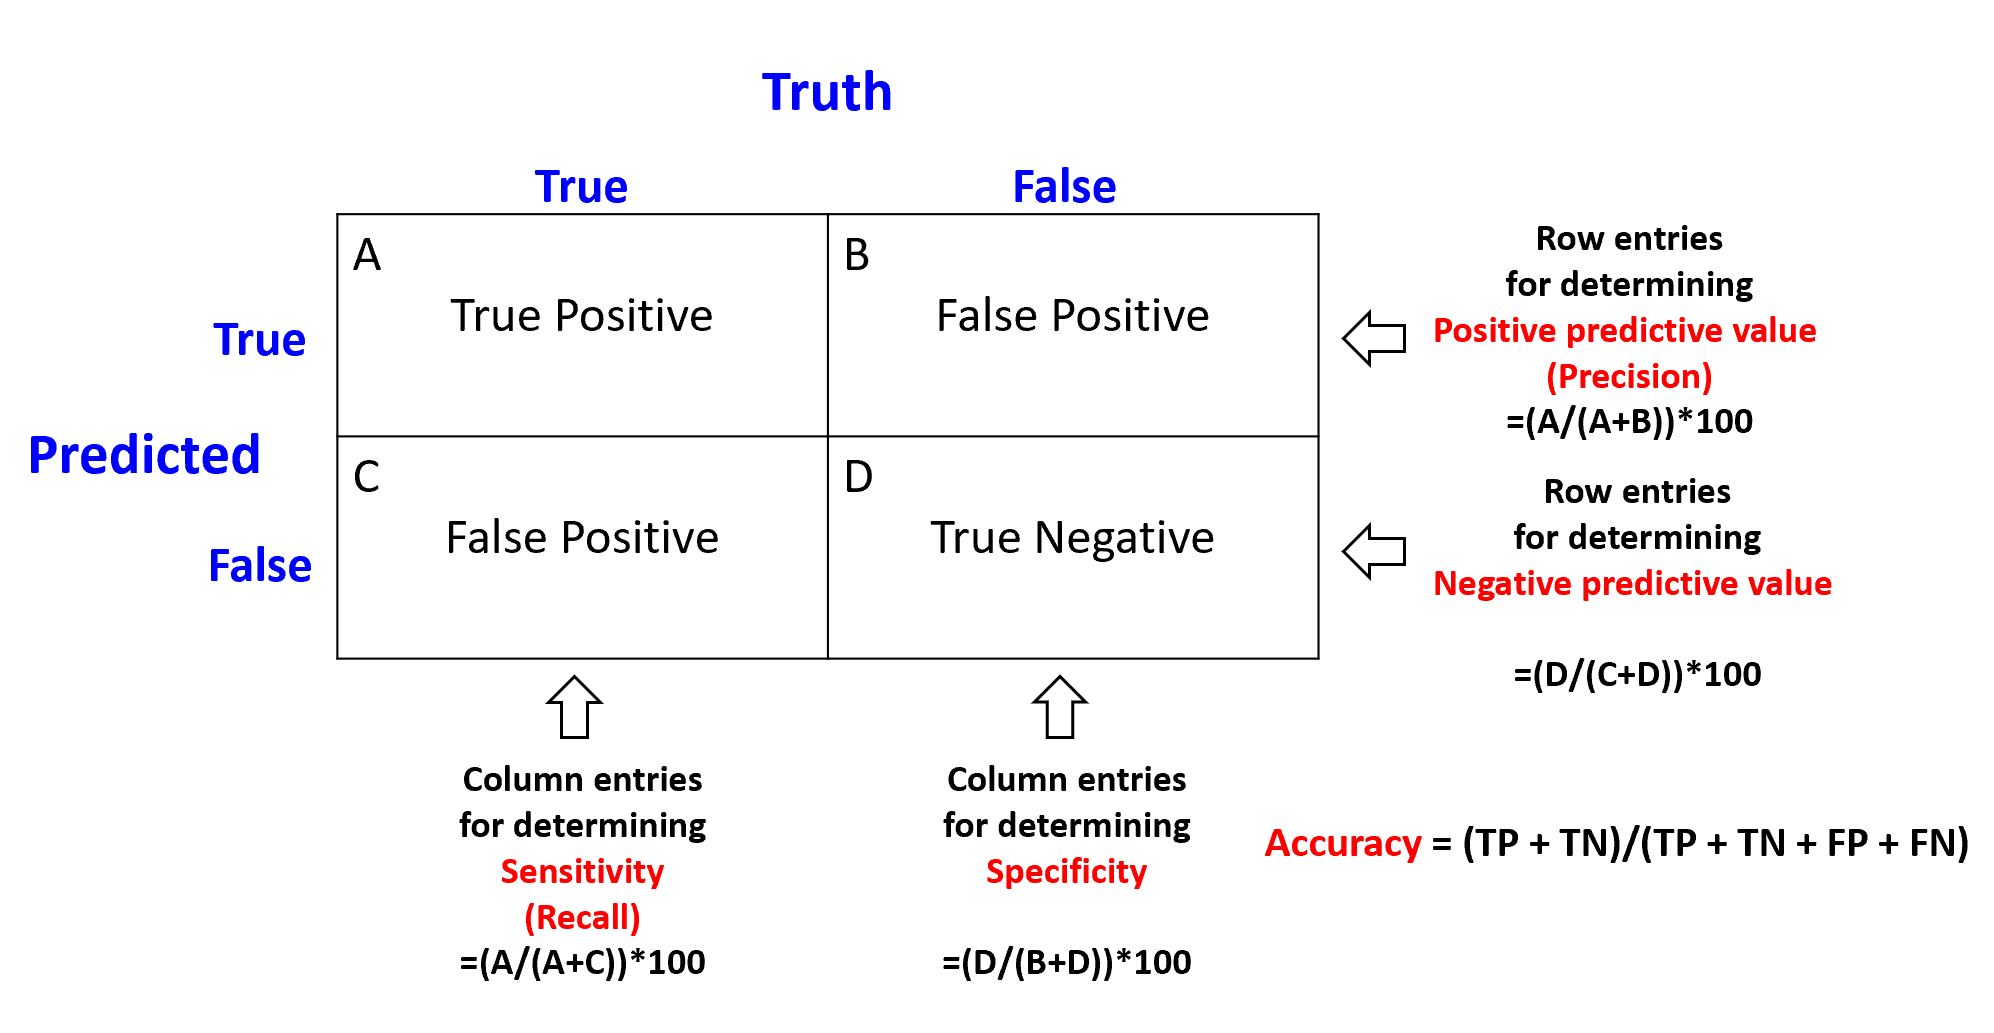 Truth
True
False
A
True Positive
B
False Positive
True
Predicted
False
C
False Positive
D
True Negative
Row entries
for determining
Positive predictive value
(Precision)
=(A/(A+B))*100
Row entries
for determining
Negative predictive value
=(D/(C+D))*100
Column entries
for determining
Sensitivity
(Recall)
=(A/(A+C))*100
Column entries
for determining
Specificity
=(D/(B+D))*100
Accuracy = (TP + TN)/(TP + TN + FP + FN)